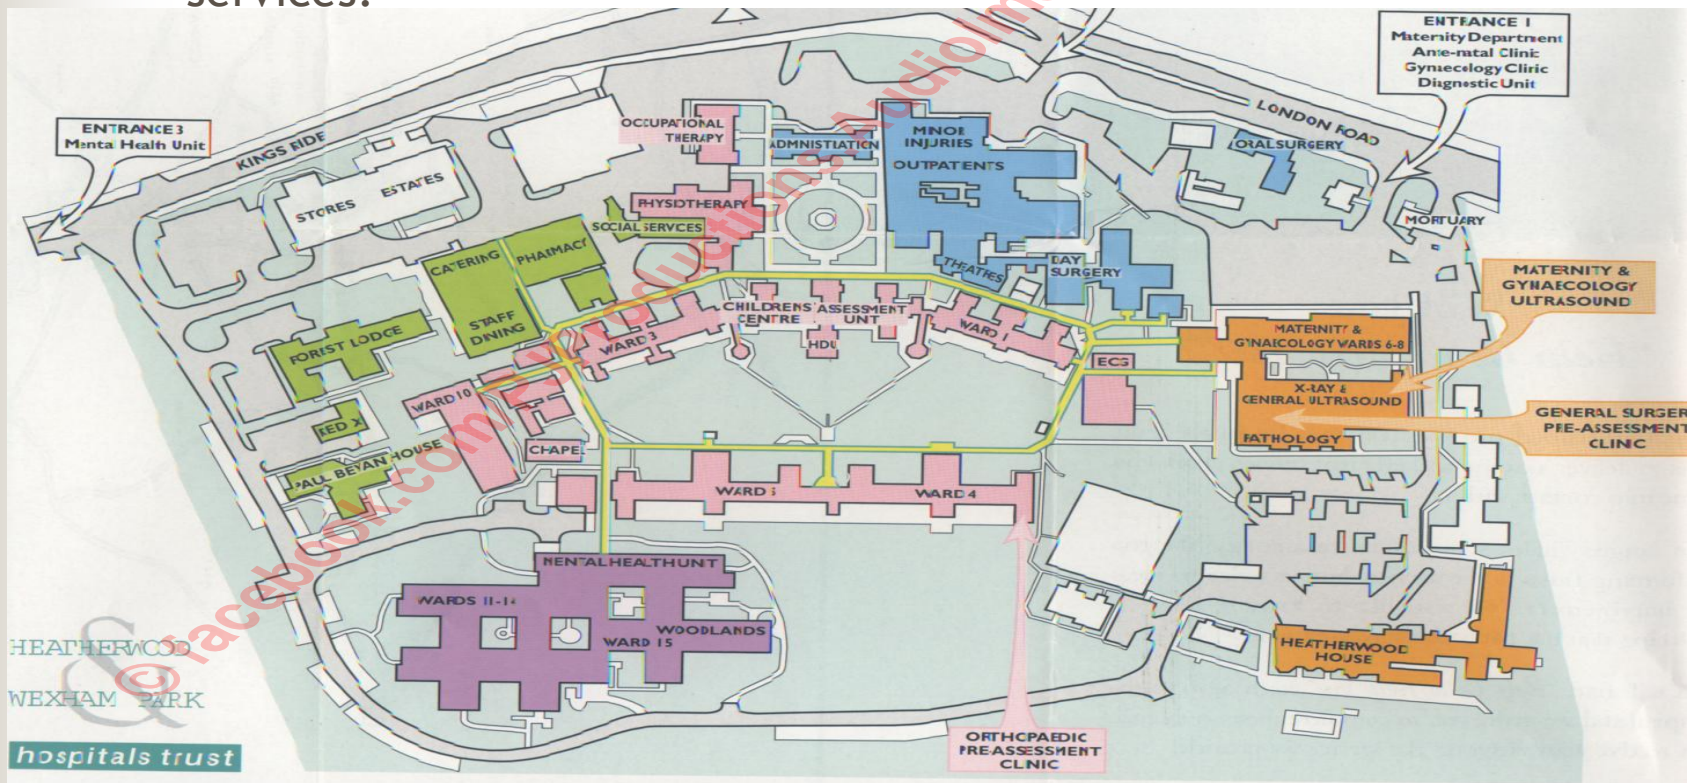 services.
ENTRANCE 1
Maternity Department
Ante-natal Clinic
Gynaecology Cliric
Diagnostic Unit
LONDON ROAD
ENTRANCE 3
Mental Health Unit
KINGS RIDE
STORES
ESTATES
OCCUPATIONAL
THERAPY
ADMNISTIATION
MINOR
INJURIES
OUTPATIENTS
ORAL SURGERY
MORTUARY
PHYSIOTHERAPY
SOCIAL SERVICES
CATERING
PHARMACY
STAFF
DINING
THEATRES
DAY
SURGERY
MATERNITY &
GYNAECOLOGY
ULTRASOUND
FOREST LODGE
WARD 3
CHILDRENS
CENTRE
ASSESSMENT
UNIT
HDU
WARD 1
ECG
MATERNITY &
GYNAECOLOGY WARDS 6-8
X-RAY &
GENERAL ULTRASOUND
PATHOLOGY
GENERAL SURGER
PRE-ASSESSMENT
CLINIC
WARD 10
RED X
PAUL BEVAN HOUSE
CHAPEL
WARD
WARD 4
MENTAL HEALTH UNIT
WARDS 11-14
WARD 15
WOODLANDS
HEATHERWOOD
HOUSE
ORTHOPAEDIC
PRE-ASSESSMENT
CLINIC
HEATHERWOOD
&
WEXHAM PARK
hospitals trust